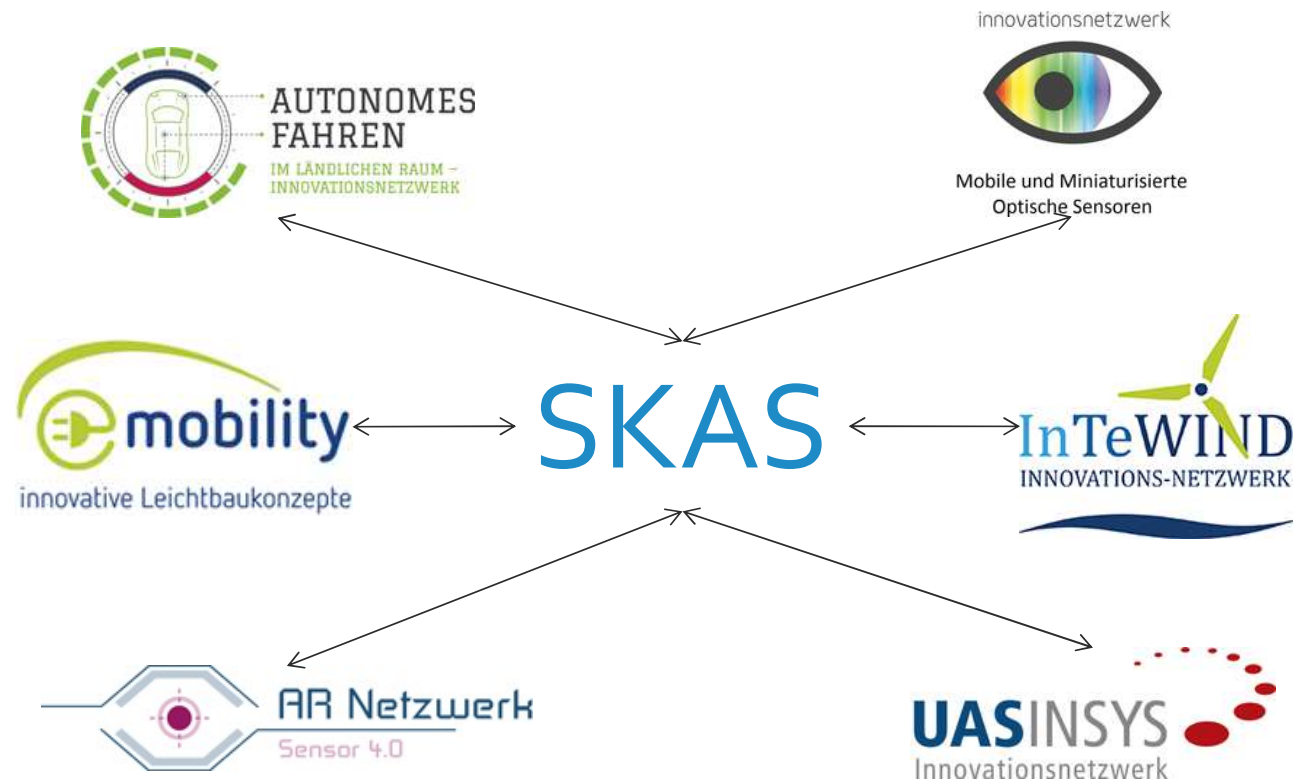 innovationsnetzwerk
AUTONOMES
FAHREN
IM LÄNDLICHEN RAUM –
INNOVATIONSNETZWERK
Mobile und Miniaturisierte
Optische Sensoren
e mobility
innovative Leichtbaukonzepte
SKAS
InTeWIND
INNOVATIONS-NETZWERK
AR Netzwerk
Sensor 4.0
UASINSYS
Innovationsnetzwerk